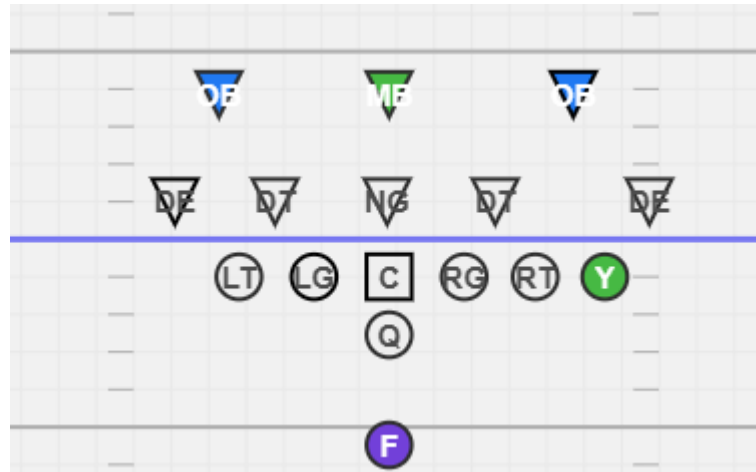 OB MB OB
DE DT NG DT DE
LT LG C RG RT Y
Q
F